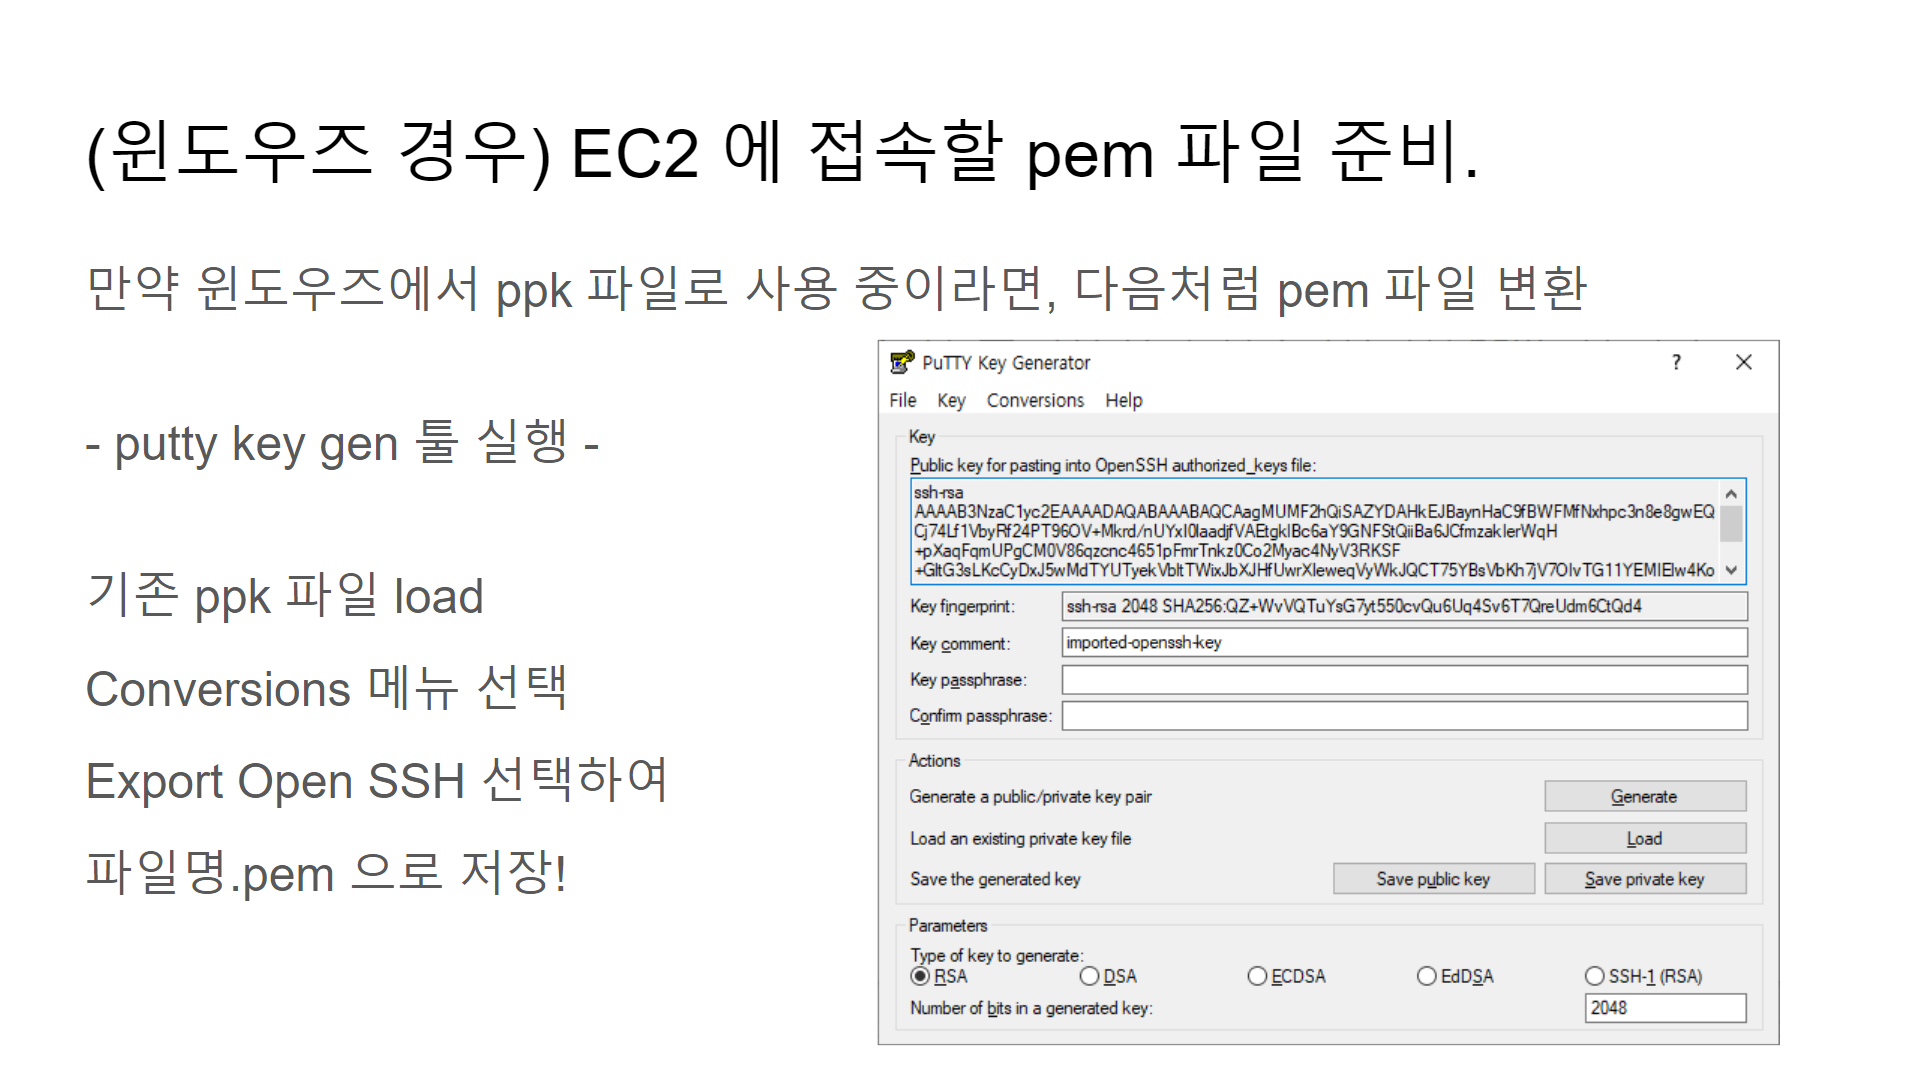 (윈도우즈 경우) EC2 에 접속할 pem 파일 준비.
만약 윈도우즈에서 ppk 파일로 사용 중이라면, 다음처럼 pem 파일 변환
- putty key gen 툴 실행 -
기존 ppk 파일 load
Conversions 메뉴 선택
Export Open SSH 선택하여
파일명.pem 으로 저장!
PuTTY Key Generator
?
File Key Conversions Help
Key
Public key for pasting into OpenSSH authorized_keys file:
ssh-rsa
Key fingerprint: ssh-rsa 2048 SHA256:QZ+WvVQTuYsG7yt550cvQu6Uq4Sv6T7QreUdm6CtQd4
Key comment: imported-openssh-key
Key passphrase:
Confirm passphrase:
Actions
Generate a public/private key pair Generate
Load an existing private key file Load
Save the generated key Save public key Save private key
Parameters
Type of key to generate:
RSA DSA ECDSA EdDSA SSH-1 (RSA)
Number of bits in a generated key: 2048